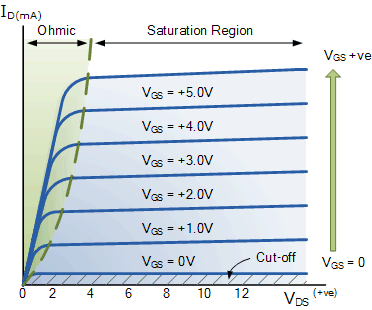 ID(mA)
Ohmic
Saturation Region
VGS +ve
VGS = +5.0V
VGS = +4.0V
VGS = +3.0V
VGS = +2.0V
VGS = +1.0V
VGS = 0V
Cut-off
VGS = 0
0 2 4 6 8 10 12
VDS (+ve)
0